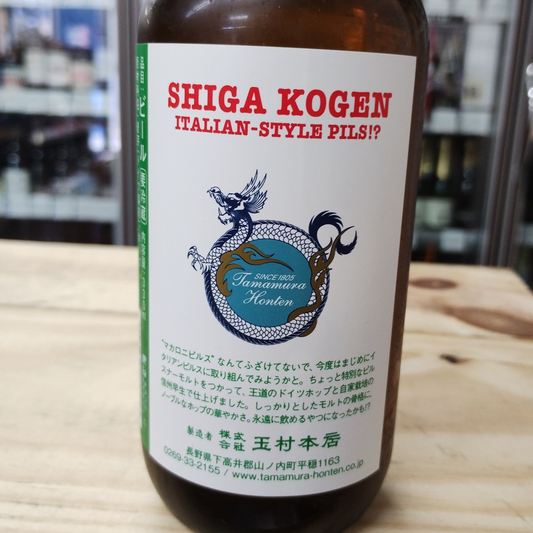 SHIGA KOGEN
ITALIAN-STYLE PILS!?
SINCE 1805
Tamamura
Honten
"マカロニピルス"なんてふざけてないで、今度はまじめにイ
タリアンピルスに取り組んでみようかと。ちょっと特別なピル
スナーモルトをつかって、王道のドイツホップと自家栽培の
信州早生で仕上げました。しっかりとしたモルトの骨格に、
ノーブルなホップの華やかさ。永遠に飲めるやつになったかも!?
製造者 株式会社 玉村本店
長野県下高井郡山ノ内町平穏1163
0269-33-2155 / www.tamamura-honten.co.jp